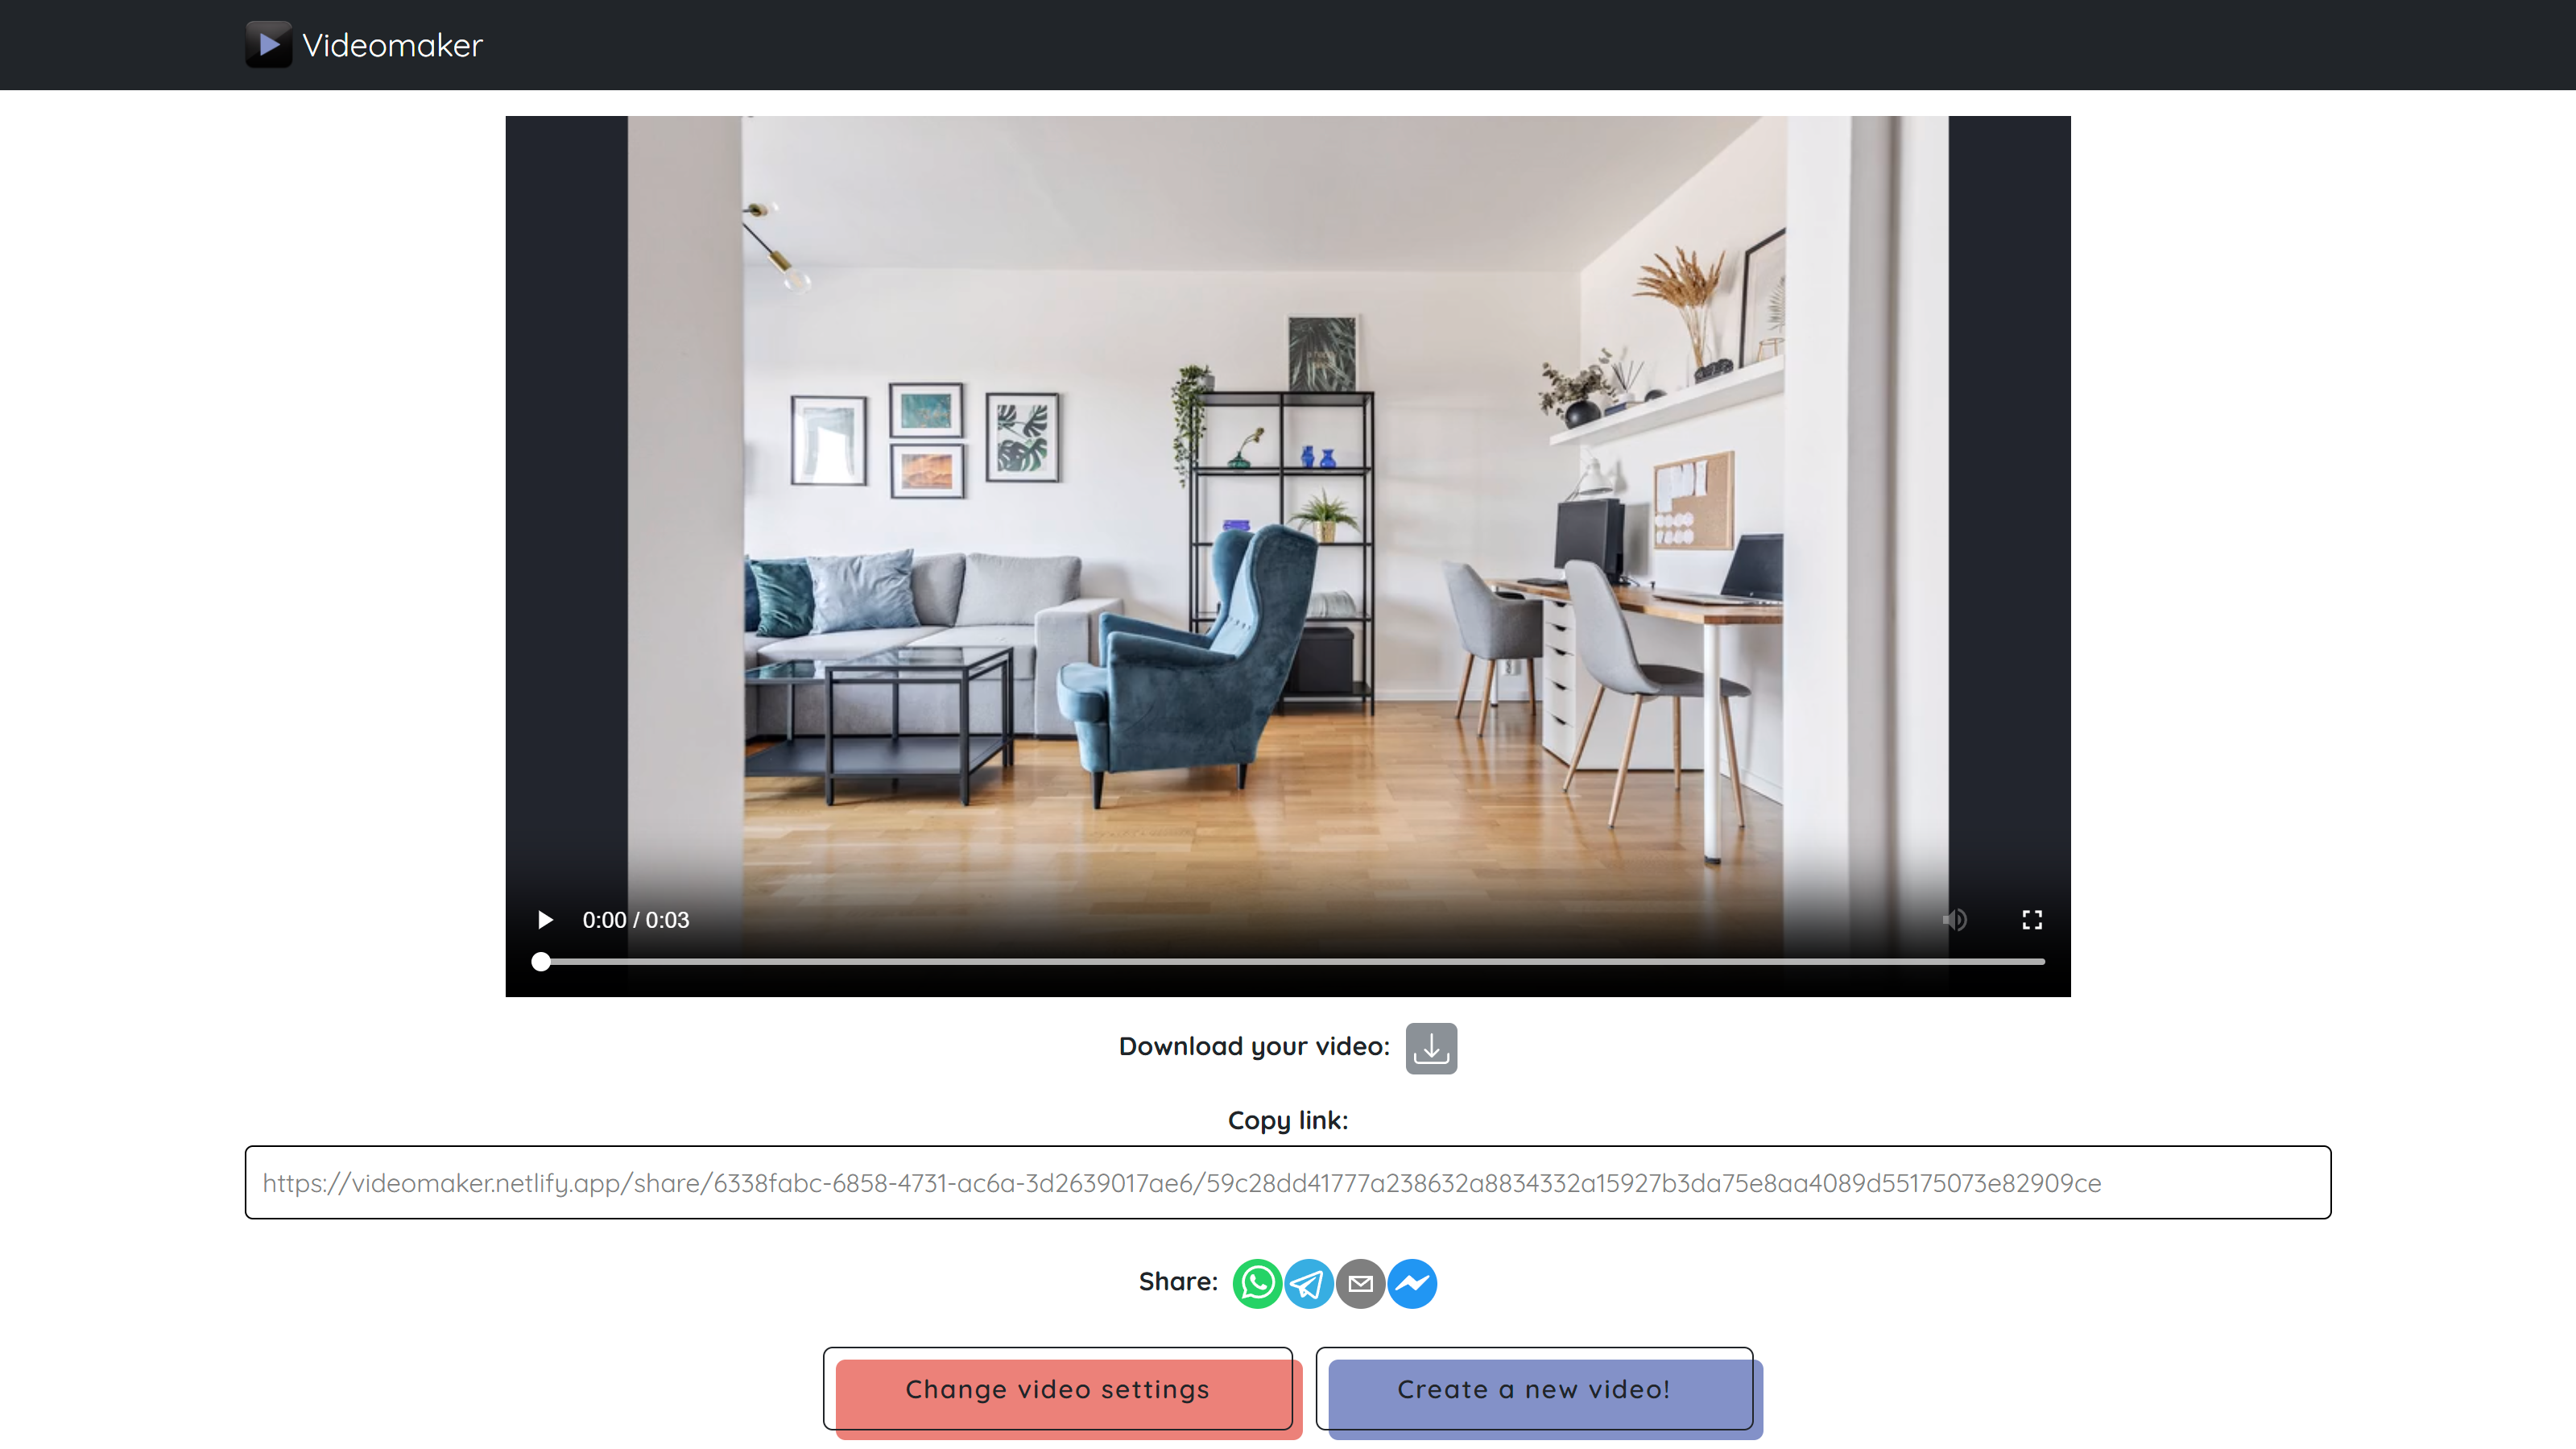 Videomaker
0:00 / 0:03
Download your video:
Copy link:
https://videomaker.netlify.app/share/6338fabc-6858-4731-ac6a-3d2639017ae6/59c28dd41777a238632a8834332a15927b3da75e8aa4089d55175073e82909ce
Share:
Change video settings
Create a new video!